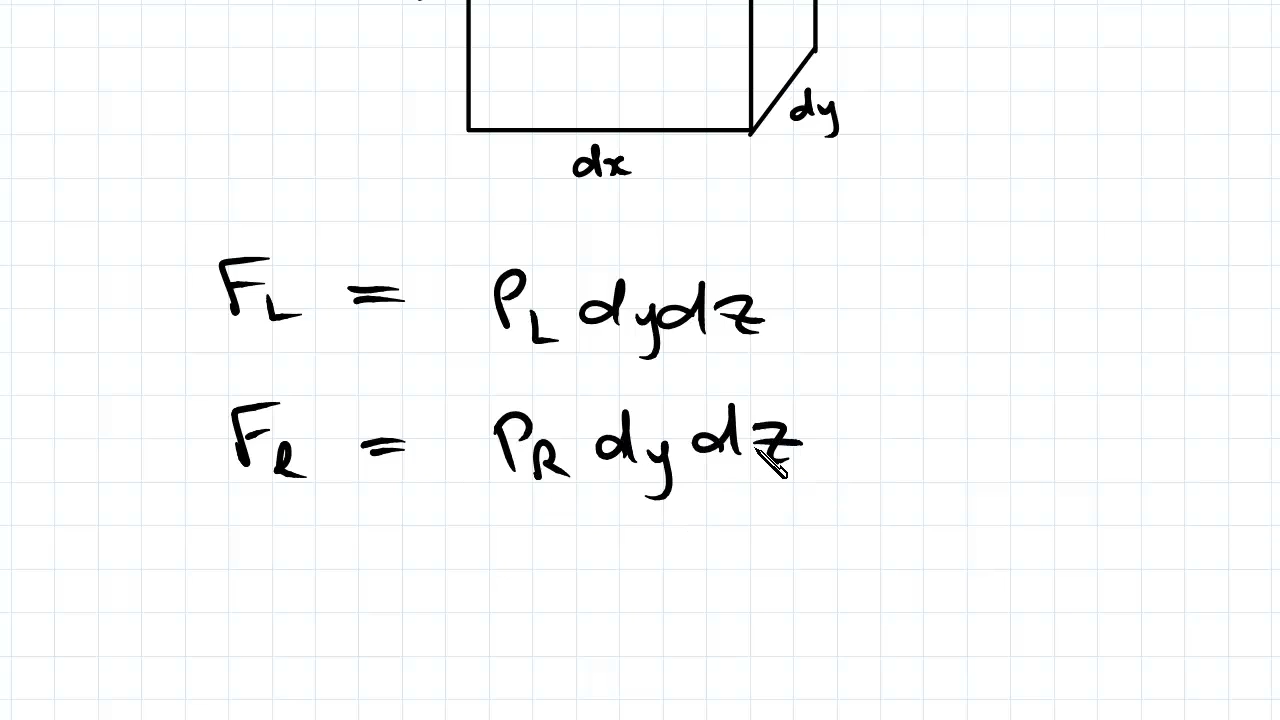 dy
dx
F_L = P_L dydz
F_R = P_R dy dz